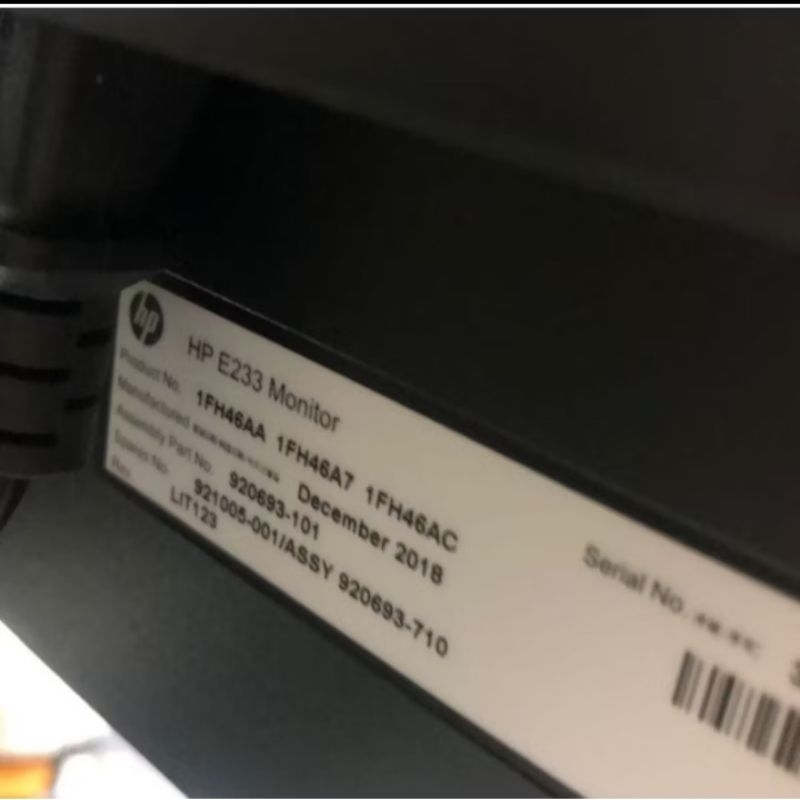 hp
HP E233 Monitor
Product No. 1FH46AA 1FH46A7 1FH46AC
Manufactured December 2018
Assembly Part No. 920693-101
Spares No. 921005-001/ASSY 920693-710
Rev LIT123
Serial No.